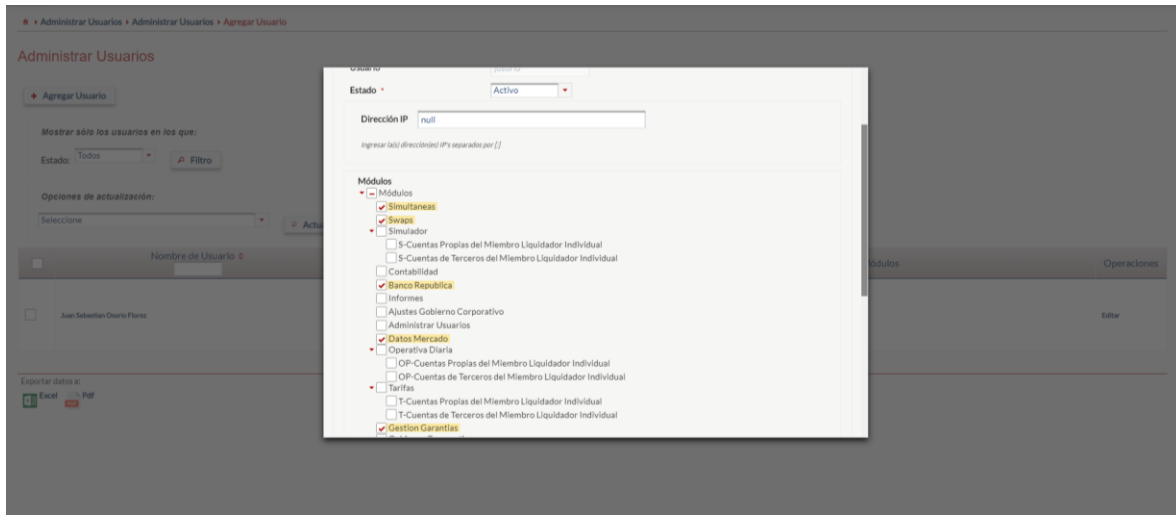 Administrar Usuarios Administrar Usuarios Agregar Usuario
Administrar Usuarios
+ Agregar Usuario
Mostrar sólo los usuarios en los que:
Estado: Todos Filtro
Opciones de actualización:
Seleccione
Nombre de Usuario Operaciones
Juan Sebastian Osorio Florez Editar
Exportar datos a:
Excel Pdf
Usuario
Estado * Activo
Dirección IP null
Ingresar la(s) dirección(es) IP's separados por [;]
Módulos
Módulos
Simultaneas
Swaps
Simulador
S-Cuentas Propias del Miembro Liquidador Individual
S-Cuentas de Terceros del Miembro Liquidador Individual
Contabilidad
Banco Republica
Informes
Ajustes Gobierno Corporativo
Administrar Usuarios
Datos Mercado
Operativa Diaria
OP-Cuentas Propias del Miembro Liquidador Individual
OP-Cuentas de Terceros del Miembro Liquidador Individual
Tarifas
T-Cuentas Propias del Miembro Liquidador Individual
T-Cuentas de Terceros del Miembro Liquidador Individual
Gestion Garantias